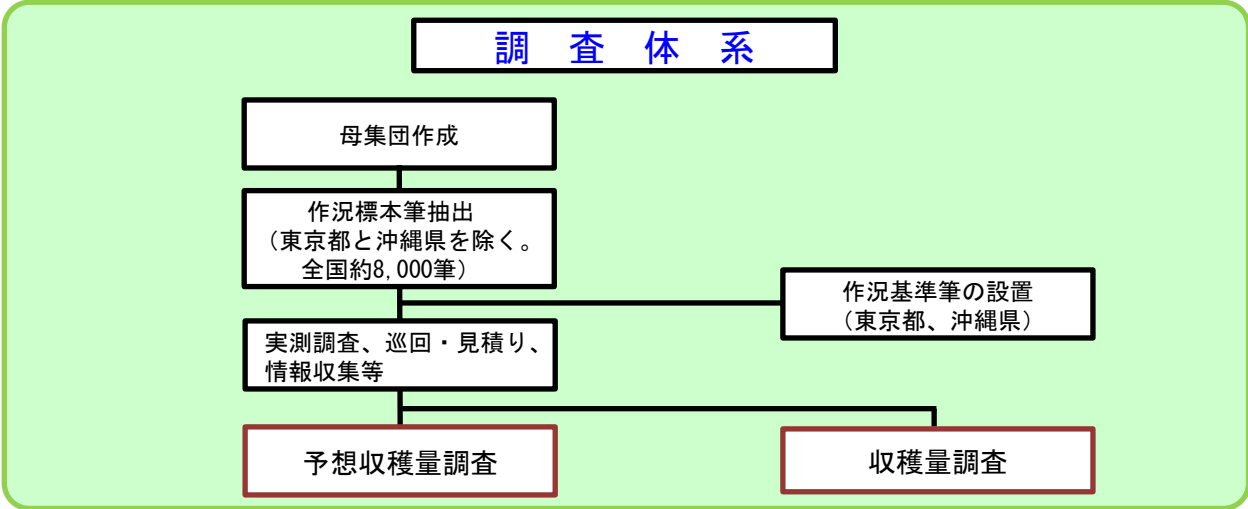 調　査　体　系
母集団作成
作況標本筆抽出
（東京都と沖縄県を除く。
全国約8,000筆）
作況基準筆の設置
（東京都、沖縄県）
実測調査、巡回・見積り、
情報収集等
予想収穫量調査
収穫量調査